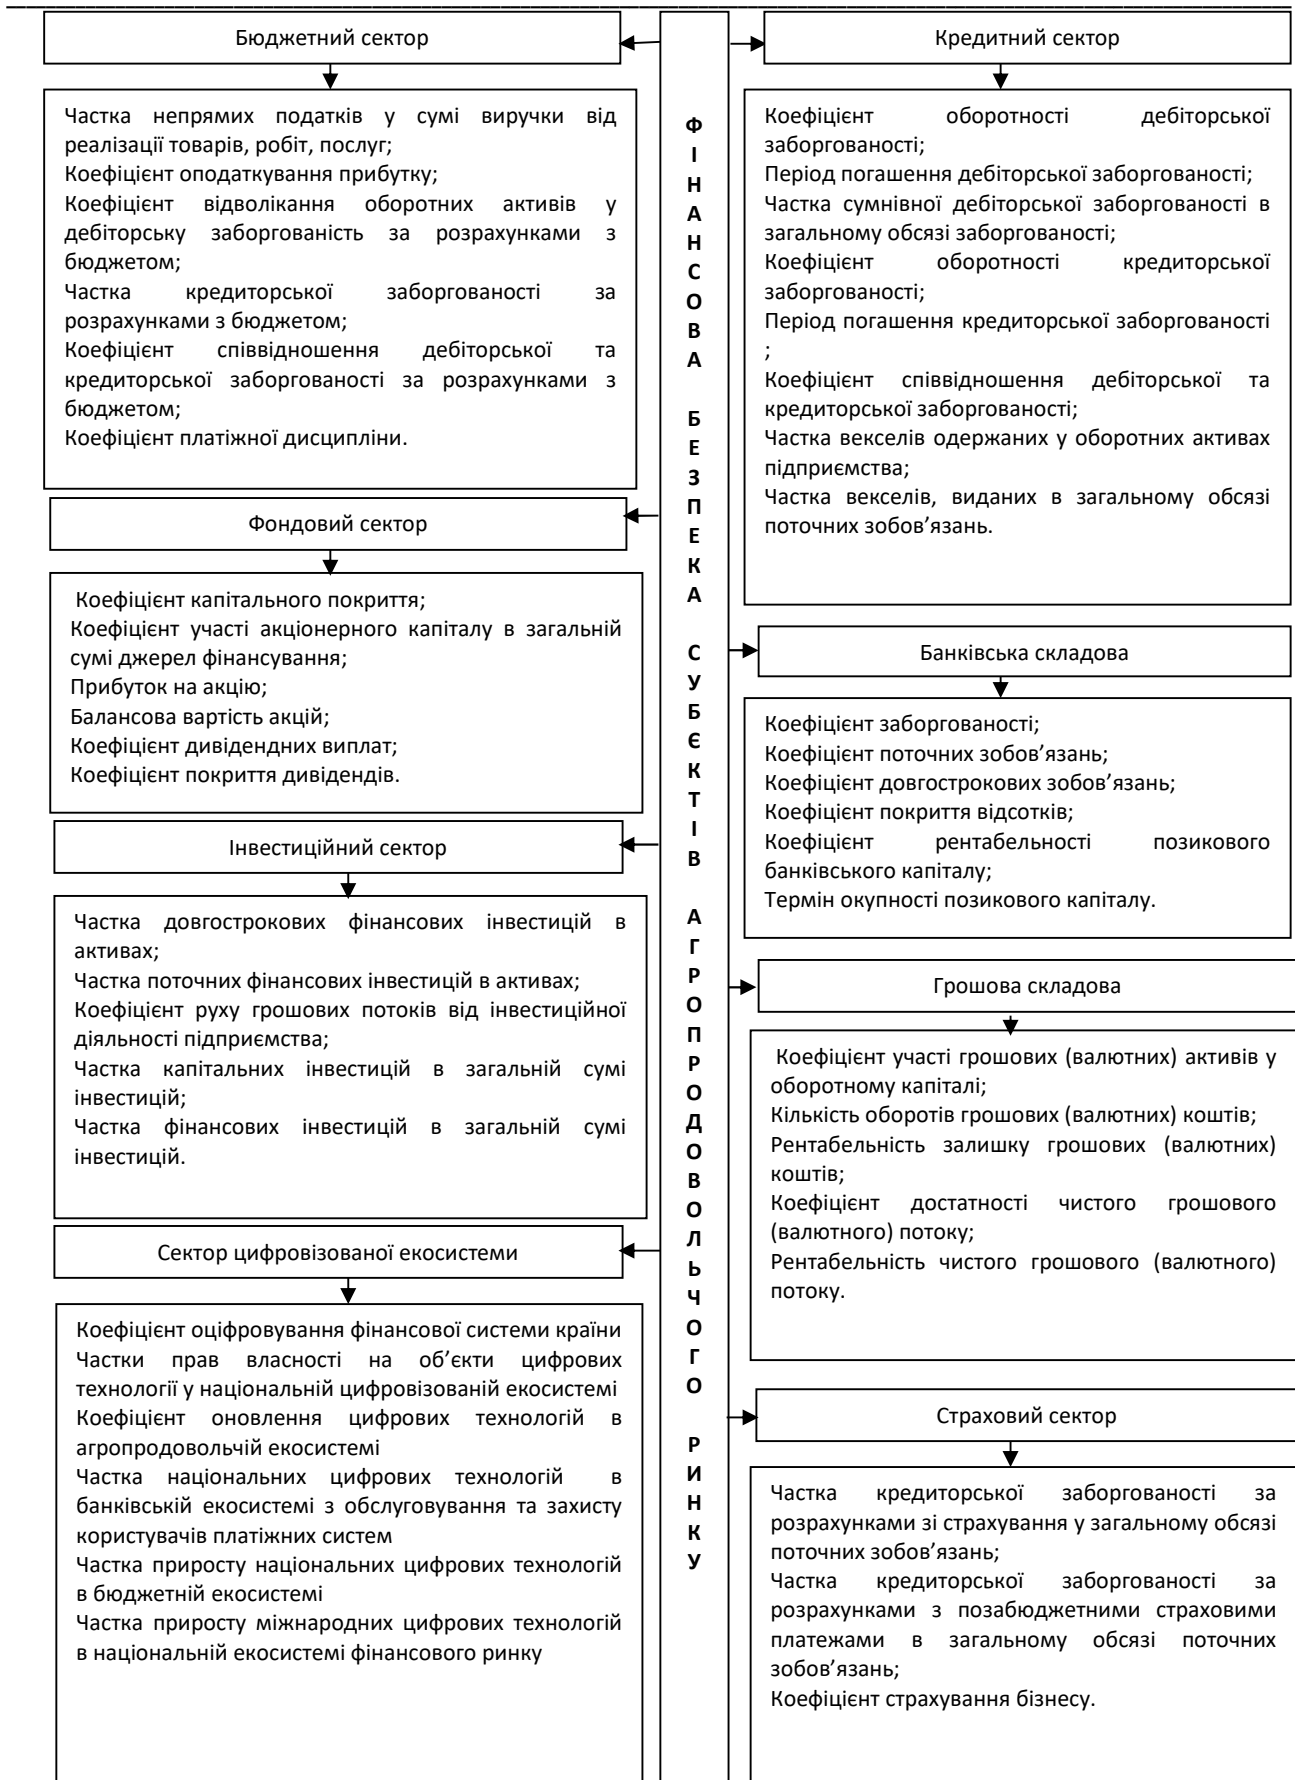 Бюджетний сектор
Частка непрямих податків у сумі виручки від
реалізації товарів, робіт, послуг;
Коефіцієнт оподаткування прибутку;
Коефіцієнт відволікання оборотних активів у
дебіторську заборгованість за розрахунками з
бюджетом;
Частка кредиторської заборгованості за
розрахунками з бюджетом;
Коефіцієнт співвідношення дебіторської та
кредиторської заборгованості за розрахунками з
бюджетом;
Коефіцієнт платіжної дисципліни.
Фондовий сектор
Коефіцієнт капітального покриття;
Коефіцієнт участі акціонерного капіталу в загальній
сумі джерел фінансування;
Прибуток на акцію;
Балансова вартість акцій;
Коефіцієнт дивідендних виплат;
Коефіцієнт покриття дивідендів.
Інвестиційний сектор
Частка довгострокових фінансових інвестицій в
активах;
Частка поточних фінансових інвестицій в активах;
Коефіцієнт руху грошових потоків від інвестиційної
діяльності підприємства;
Частка капітальних інвестицій в загальній сумі
інвестицій;
Частка фінансових інвестицій в загальній сумі
інвестицій.
Сектор цифровізованої екосистеми
Коефіцієнт оціфровування фінансової системи країни
Частки прав власності на об’єкти цифрових
технології у національній цифровізованій екосистемі
Коефіцієнт оновлення цифрових технологій в
агропродовольчій екосистемі
Частка національних цифрових технологій в
банківській екосистемі з обслуговування та захисту
користувачів платіжних систем
Частка приросту національних цифрових технологій
в бюджетній екосистемі
Частка приросту міжнародних цифрових технологій
в національній екосистемі фінансового ринку
ФІНАНСОВА БЕЗПЕКА СУБЄКТІВ АГРОПРОДОВОЛЬЧОГО РИНКУ
Кредитний сектор
Коефіцієнт оборотності дебіторської
заборгованості;
Період погашення дебіторської заборгованості;
Частка сумнівної дебіторської заборгованості в
загальному обсязі заборгованості;
Коефіцієнт оборотності кредиторської
заборгованості;
Період погашення кредиторської заборгованості
;
Коефіцієнт співвідношення дебіторської та
кредиторської заборгованості;
Частка векселів одержаних у оборотних активах
підприємства;
Частка векселів, виданих в загальному обсязі
поточних зобов’язань.
Банківська складова
Коефіцієнт заборгованості;
Коефіцієнт поточних зобов’язань;
Коефіцієнт довгострокових зобов’язань;
Коефіцієнт покриття відсотків;
Коефіцієнт рентабельності позикового
банківського капіталу;
Термін окупності позикового капіталу.
Грошова складова
Коефіцієнт участі грошових (валютних) активів у
оборотному капіталі;
Кількість оборотів грошових (валютних) коштів;
Рентабельність залишку грошових (валютних)
коштів;
Коефіцієнт достатності чистого грошового
(валютного) потоку;
Рентабельність чистого грошового (валютного)
потоку.
Страховий сектор
Частка кредиторської заборгованості за
розрахунками зі страхування у загальному обсязі
поточних зобов’язань;
Частка кредиторської заборгованості за
розрахунками з позабюджетними страховими
платежами в загальному обсязі поточних
зобов’язань;
Коефіцієнт страхування бізнесу.